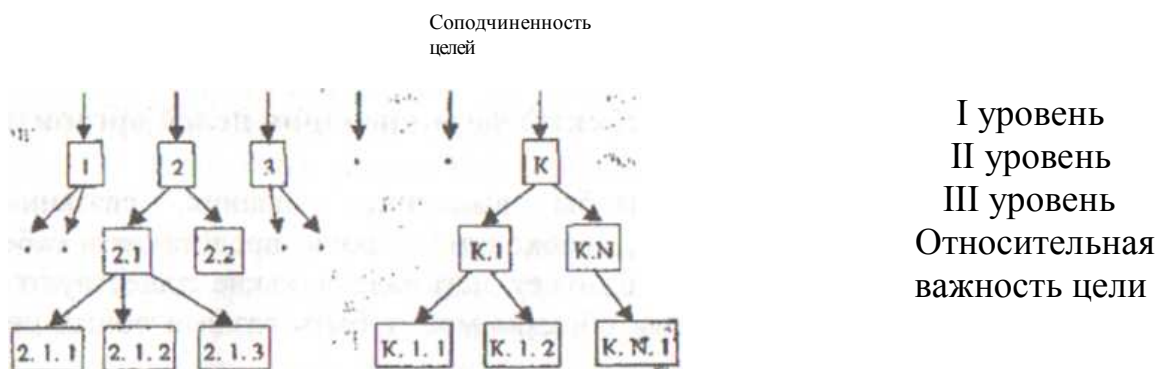 Соподчиненность
целей
I уровень
1 2 3 K
II уровень
2.1 2.2 K.1 K.N
III уровень
Относительная
важность цели
2. 1. 1 2. 1. 2 2. 1. 3 K. 1. 1 K. 1. 2 K. N. 1